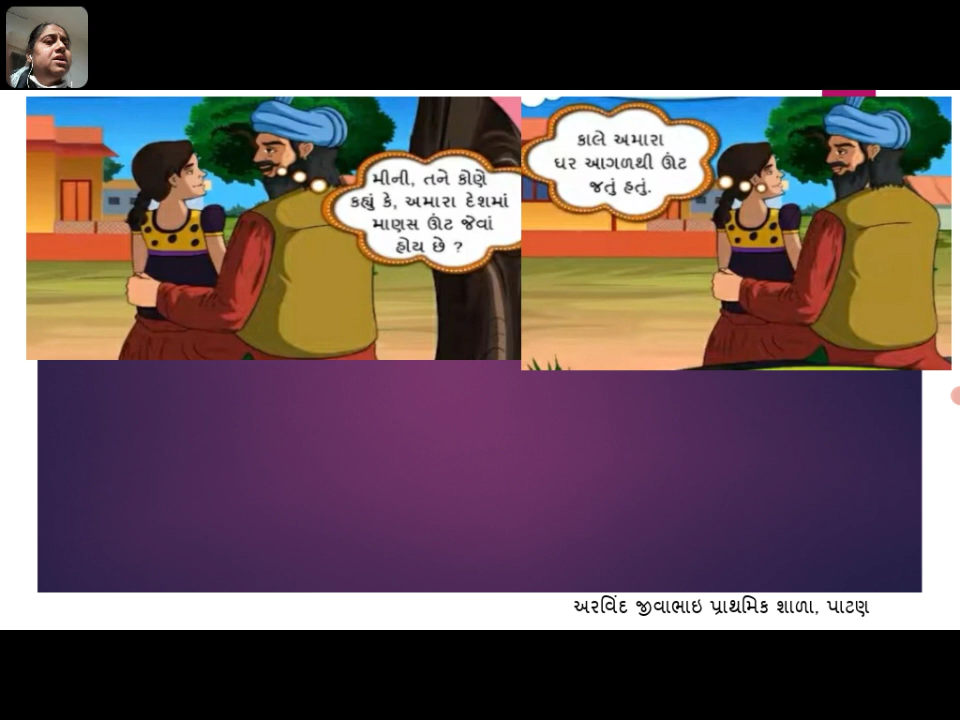 મીની, તને કોણે
કહ્યું કે, અમારા દેશમાં
માણસ ઊંટ જેવાં
હોય છે ?
કાલે અમારા
ઘર આગળથી ઊંટ
જતું હતું.
અરવિંદ જીવાભાઇ પ્રાથમિક શાળા, પાટણ